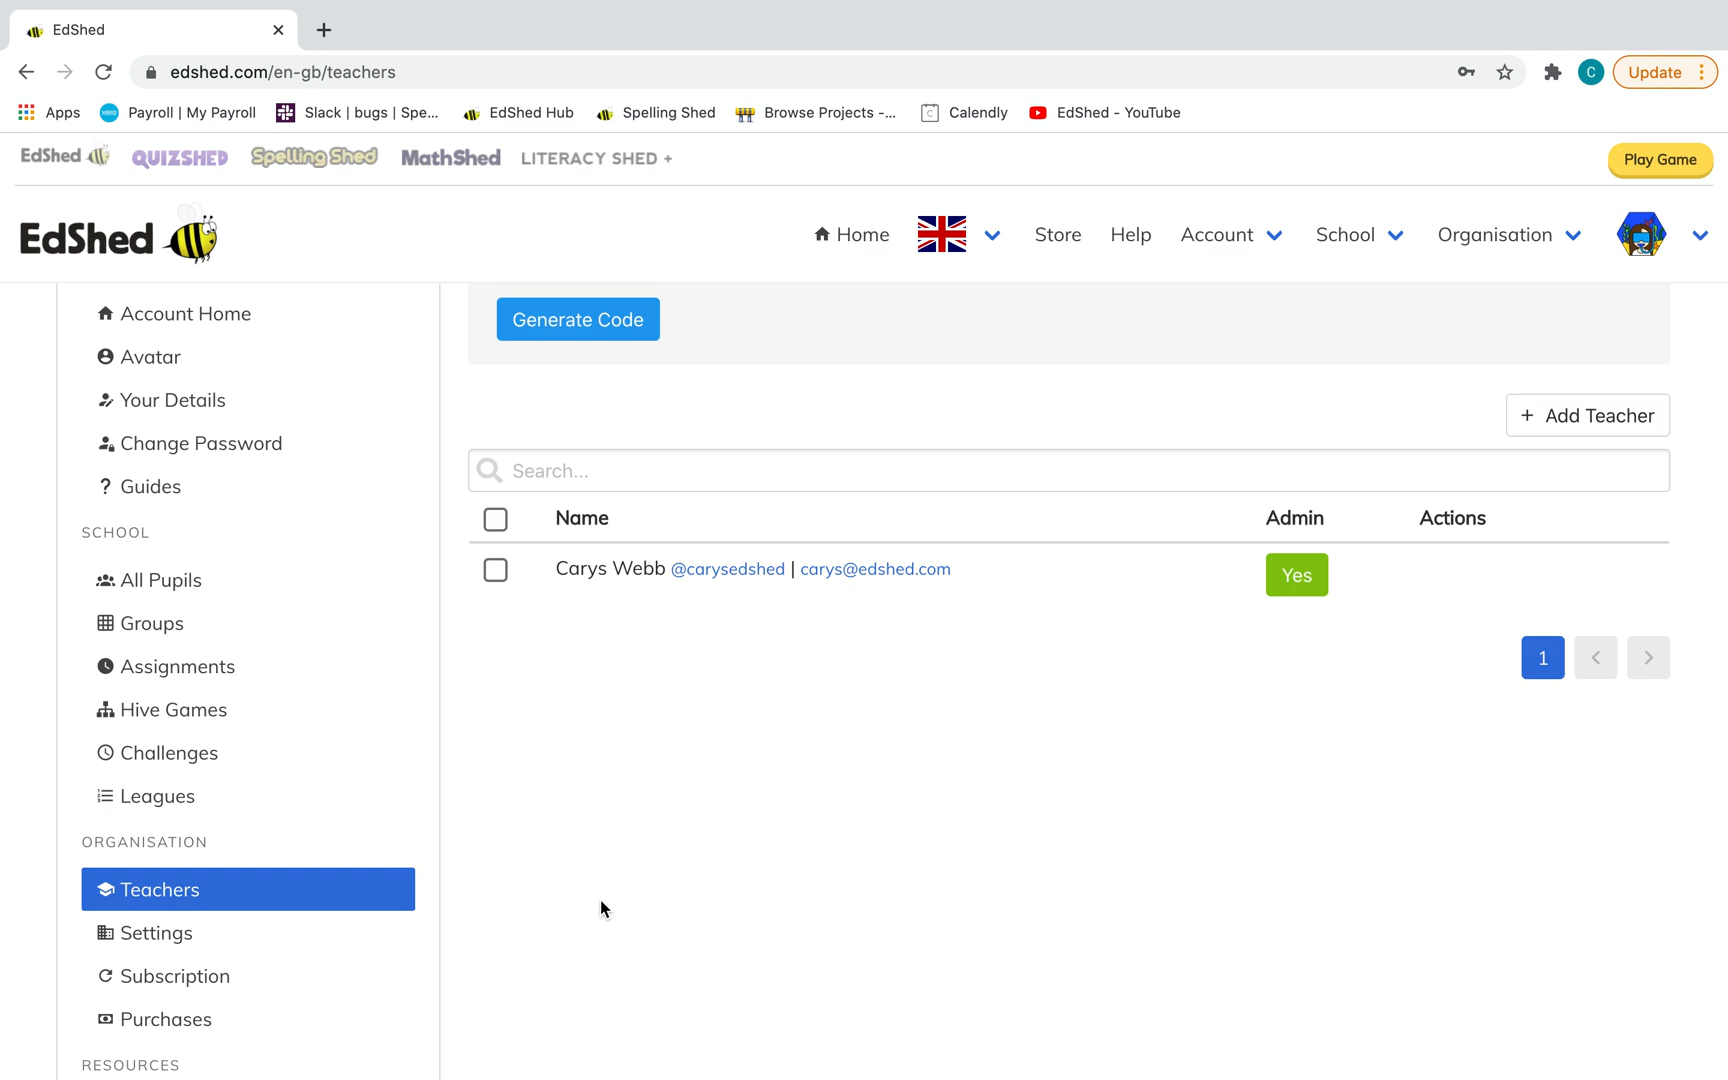 EdShed
edshed.com/en-gb/teachers
C
Update
Apps
Payroll | My Payroll
Slack | bugs | Spe...
EdShed Hub
Spelling Shed
Browse Projects -...
Calendly
EdShed - YouTube
EdShed
QUIZSHED
Spelling Shed
MathShed
LITERACY SHED +
Play Game
EdShed
Home
Store
Help
Account
School
Organisation
Account Home
Avatar
Your Details
Change Password
? Guides
SCHOOL
All Pupils
Groups
Assignments
Hive Games
Challenges
Leagues
ORGANISATION
Teachers
Settings
Subscription
Purchases
RESOURCES
Generate Code
+ Add Teacher
Search...
Name Admin Actions
Carys Webb @carysedshed | carys@edshed.com Yes
1 < >